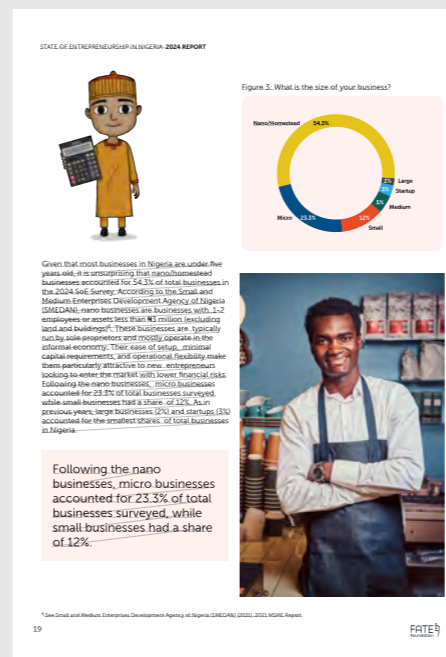 STATE OF ENTREPRENEURSHIP IN NIGERIA- 2024 REPORT
Figure 3: What is the size of your business?
Nano/Homestead
54.3%
2%
Large
3%
Startup
5%
Medium
12%
Small
Micro
23.3%
Given that most businesses in Nigeria are under five
years old, it is unsurprising that nano/homestead
businesses accounted for 54.3% of total businesses in
the 2024 SoE Survey. According to the Small and
Medium Enterprises Development Agency of Nigeria
(SMEDAN), nano businesses are businesses with 1-2
employees or assets less than ₦3 million (excluding
land and buildings)⁶. These businesses are typically
run by sole proprietors and mostly operate in the
informal economy. Their ease of setup, minimal
capital requirements, and operational flexibility make
them particularly attractive to new entrepreneurs
looking to enter the market with lower financial risks.
Following the nano businesses, micro businesses
accounted for 23.3% of total businesses surveyed,
while small businesses had a share of 12%. As in
previous years, large businesses (2%) and startups (3%)
accounted for the smallest shares of total businesses
in Nigeria.
Following the nano
businesses, micro businesses
accounted for 23.3% of total
businesses surveyed, while
small businesses had a share
of 12%.
⁶ See Small and Medium Enterprises Development Agency of Nigeria (SMEDAN) (2021). 2021 MSME Report.
19
FATE
Foundation